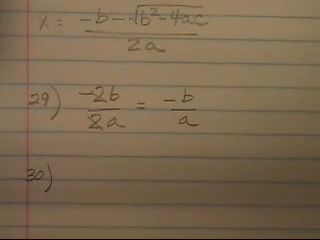 x = -b - √b² - 4ac / 2a
29) -2b / 2a = -b / a
30)